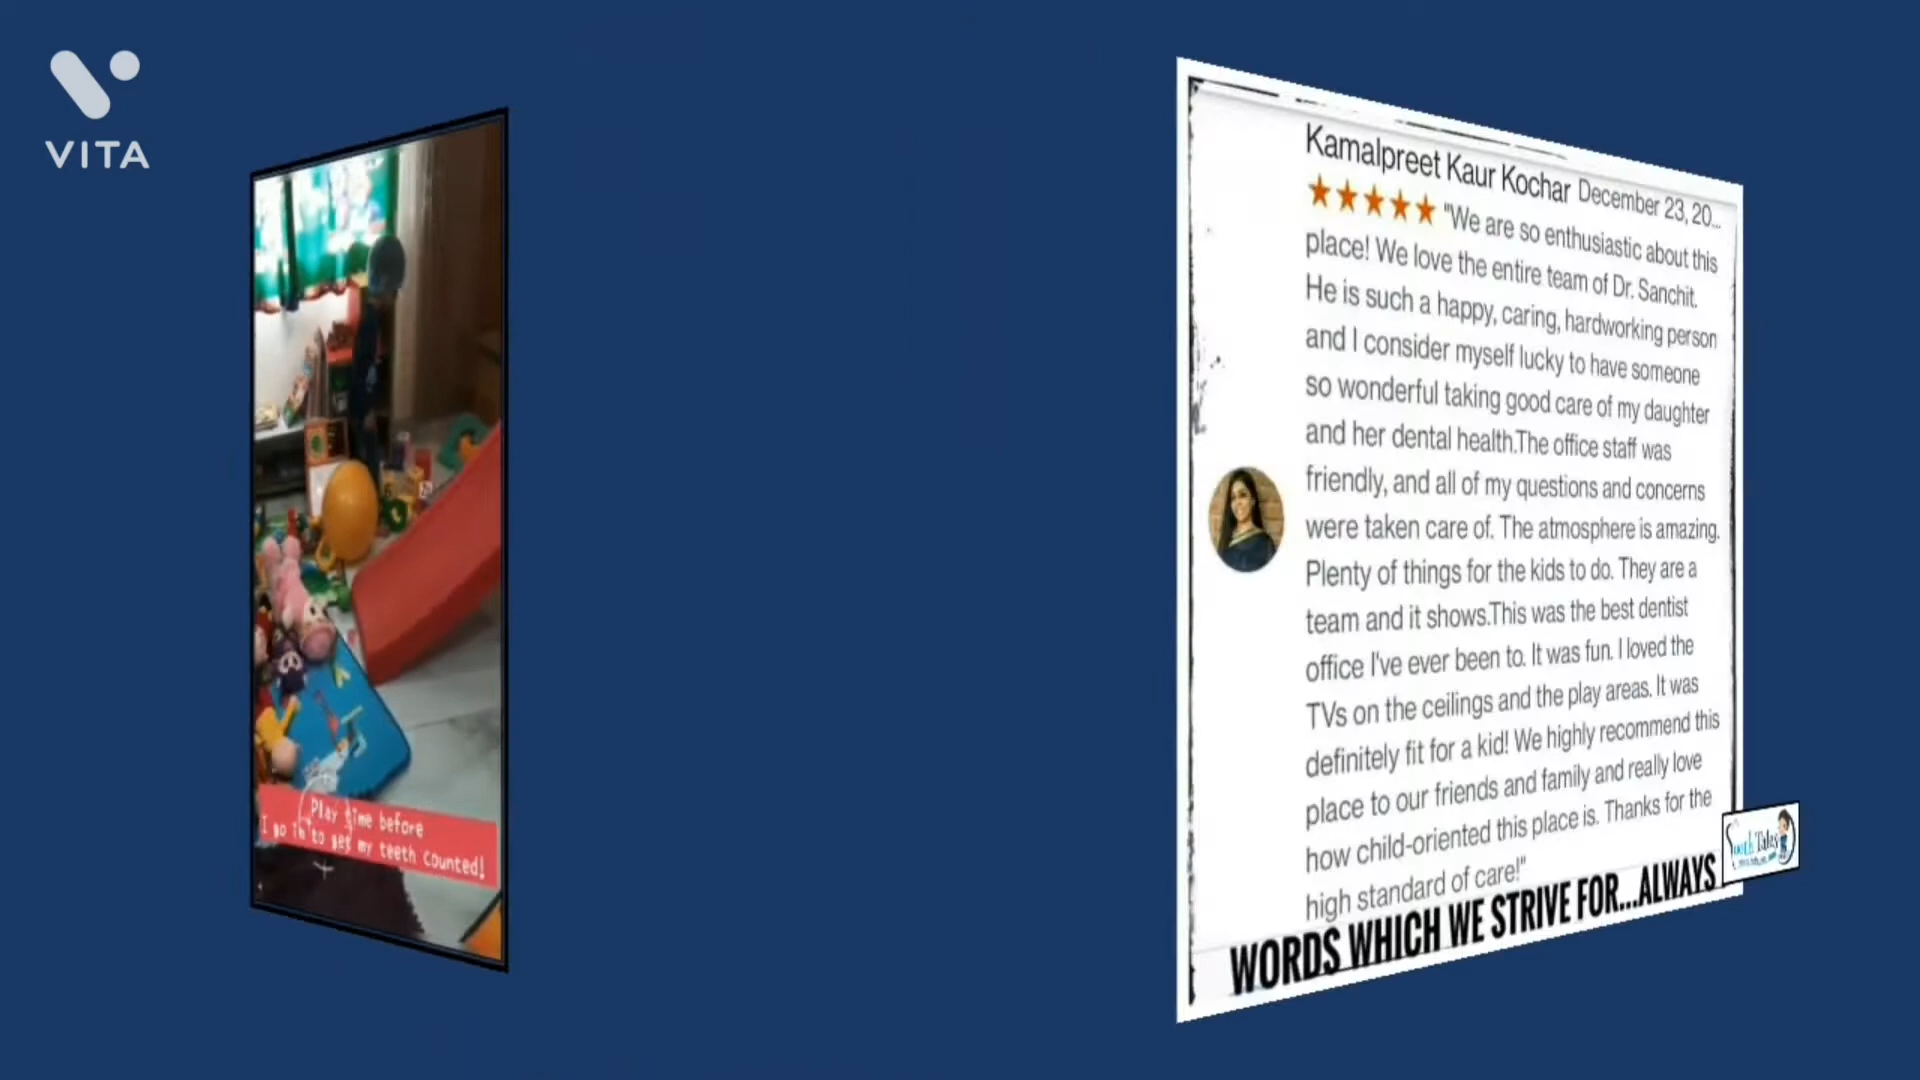 VITA
Play time before
I go in to get my teeth counted!
Kamalpreet Kaur Kochar December 23, 20...
"We are so enthusiastic about this
place! We love the entire team of Dr. Sanchit.
He is such a happy, caring, hardworking person
and I consider myself lucky to have someone
so wonderful taking good care of my daughter
and her dental health.The office staff was
friendly, and all of my questions and concerns
were taken care of. The atmosphere is amazing.
Plenty of things for the kids to do. They are a
team and it shows.This was the best dentist
office I've ever been to. It was fun. I loved the
TVs on the ceilings and the play areas. It was
definitely fit for a kid! We highly recommend this
place to our friends and family and really love
how child-oriented this place is. Thanks for the
high standard of care!"
WORDS WHICH WE STRIVE FOR...ALWAYS